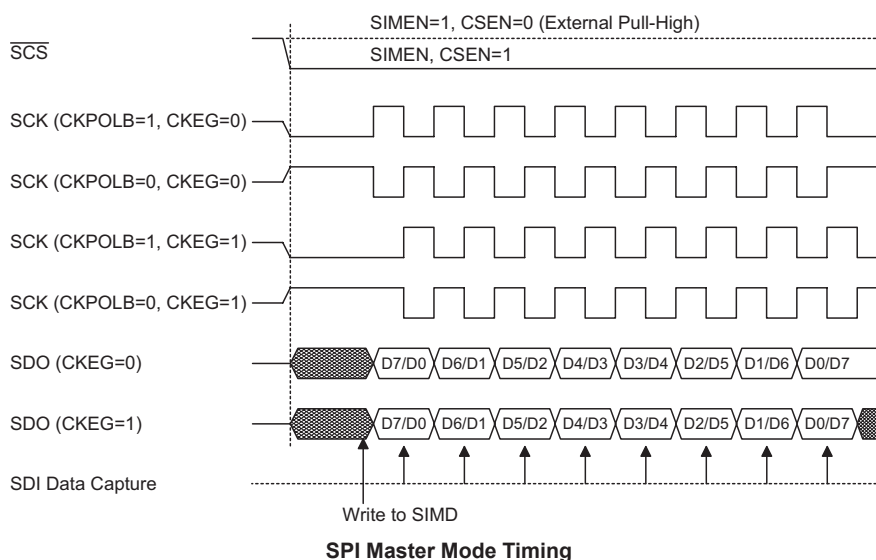 SIMEN=1, CSEN=0 (External Pull-High)
SCS
SIMEN, CSEN=1
SCK (CKPOLB=1, CKEG=0)
SCK (CKPOLB=0, CKEG=0)
SCK (CKPOLB=1, CKEG=1)
SCK (CKPOLB=0, CKEG=1)
SDO (CKEG=0) D7/D0 D6/D1 D5/D2 D4/D3 D3/D4 D2/D5 D1/D6 D0/D7
SDO (CKEG=1) D7/D0 D6/D1 D5/D2 D4/D3 D3/D4 D2/D5 D1/D6 D0/D7
SDI Data Capture
Write to SIMD
SPI Master Mode Timing